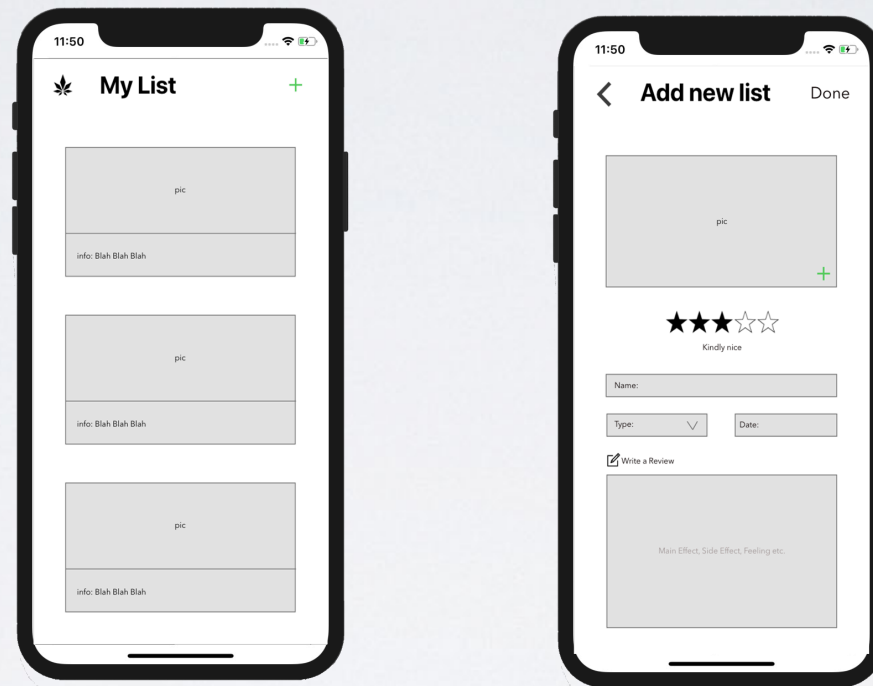 11:50
My List +
pic
info: Blah Blah Blah
pic
info: Blah Blah Blah
pic
info: Blah Blah Blah
11:50
Add new list Done
pic
+
Kindly nice
Name:
Type: Date:
Write a Review
Main Effect, Side Effect, Feeling etc.